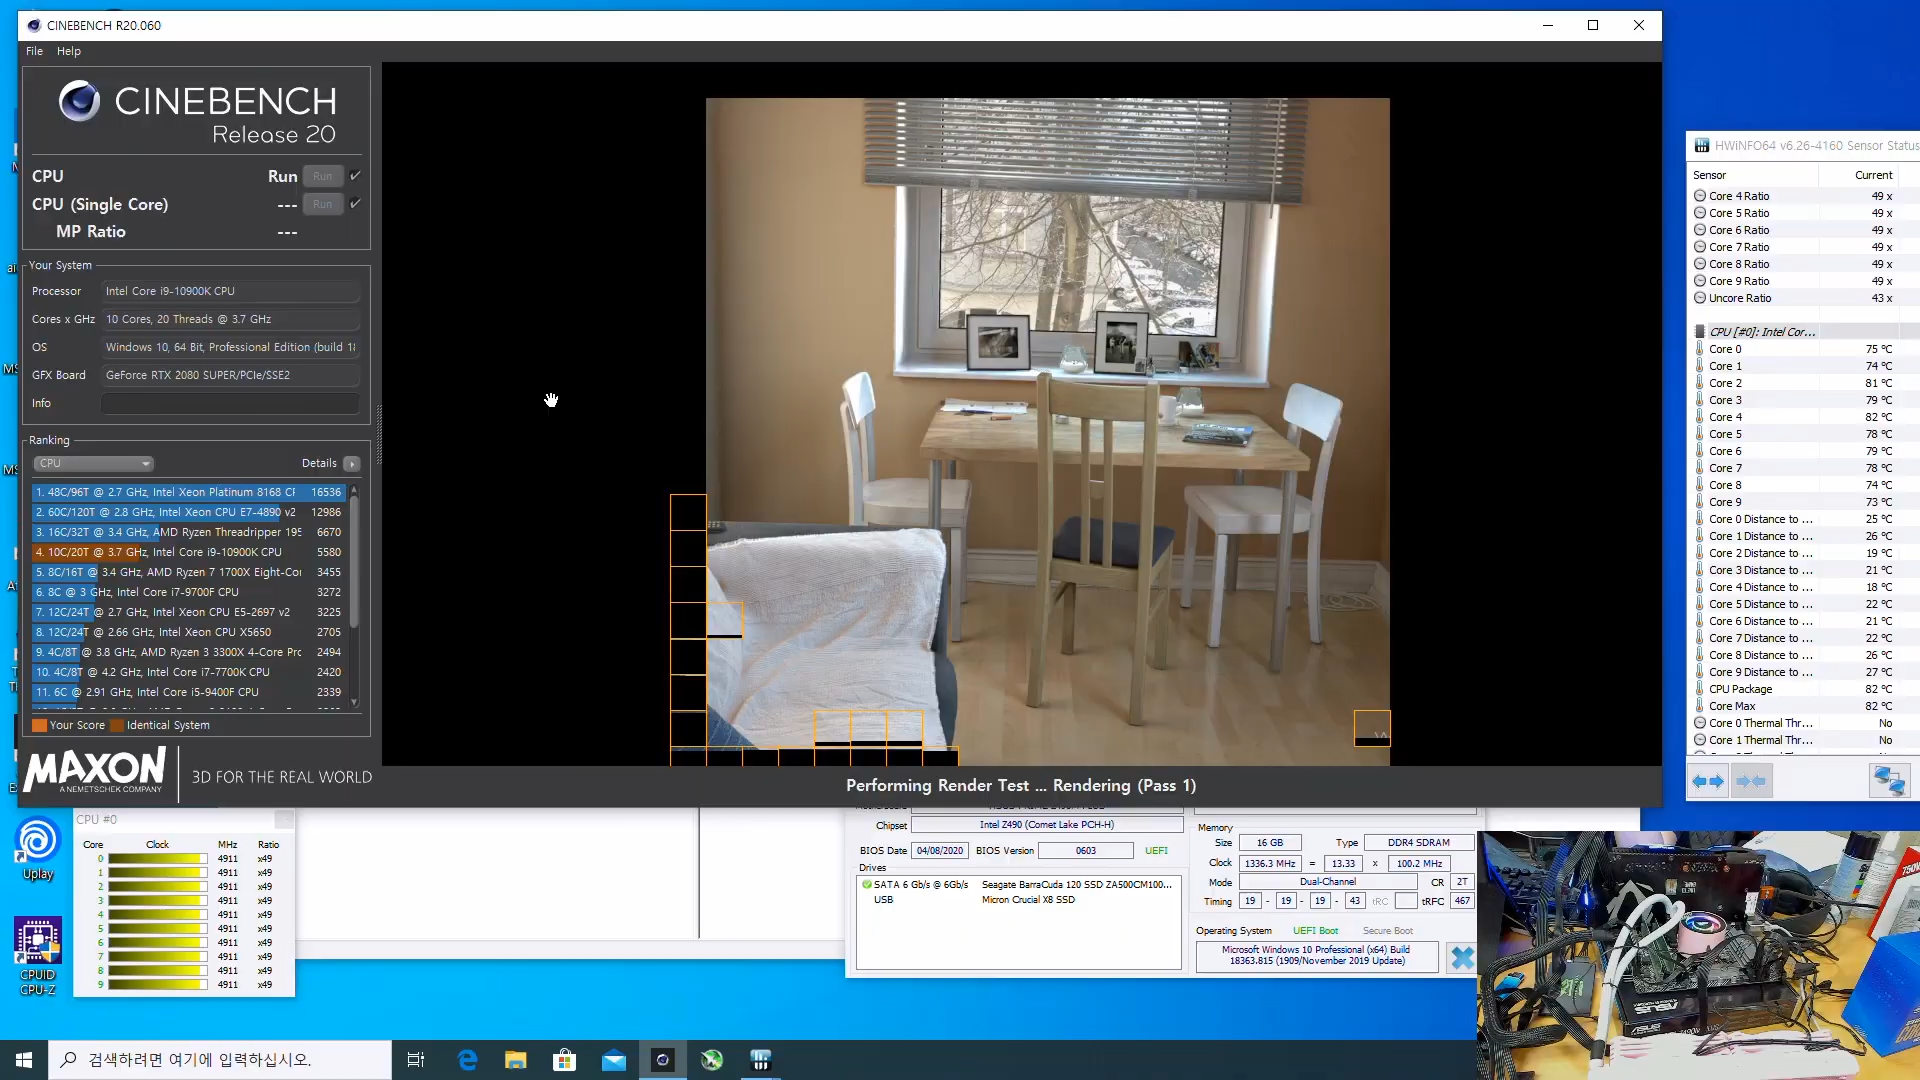 CINEBENCH R20.060
File Help
CINEBENCH
Release 20
CPU Run Run
CPU (Single Core) --- Run
MP Ratio ---
Your System
Processor Intel Core i9-10900K CPU
Cores x GHz 10 Cores, 20 Threads @ 3.7 GHz
OS Windows 10, 64 Bit, Professional Edition (build 18
GFX Board GeForce RTX 2080 SUPER/PCIe/SSE2
Info
Ranking
CPU Details
1. 48C/96T @ 2.7 GHz, Intel Xeon Platinum 8168 CF 16536
2. 60C/120T @ 2.8 GHz, Intel Xeon CPU E7-4890 v2 12986
3. 16C/32T @ 3.4 GHz, AMD Ryzen Threadripper 195 6670
4. 10C/20T @ 3.7 GHz, Intel Core i9-10900K CPU 5580
5. 8C/16T @ 3.4 GHz, AMD Ryzen 7 1700X Eight-Co 3455
6. 8C @ 3 GHz, Intel Core i7-9700F CPU 3272
7. 12C/24T @ 2.7 GHz, Intel Xeon CPU E5-2697 v2 3225
8. 12C/24T @ 2.66 GHz, Intel Xeon CPU X5650 2705
9. 4C/8T @ 3.8 GHz, AMD Ryzen 3 3300X 4-Core Prc 2494
10. 4C/8T @ 4.2 GHz, Intel Core i7-7700K CPU 2420
11. 6C @ 2.91 GHz, Intel Core i5-9400F CPU 2339
Your Score Identical System
MAXON
A NEMETSCHEK COMPANY
3D FOR THE REAL WORLD
Performing Render Test ... Rendering (Pass 1)
HWiNFO64 v6.26-4160 Sensor Status
Sensor Current
Core 4 Ratio 49 x
Core 5 Ratio 49 x
Core 6 Ratio 49 x
Core 7 Ratio 49 x
Core 8 Ratio 49 x
Core 9 Ratio 49 x
Uncore Ratio 43 x
CPU [#0]: Intel Cor...
Core 0 75 °C
Core 1 74 °C
Core 2 81 °C
Core 3 79 °C
Core 4 82 °C
Core 5 78 °C
Core 6 79 °C
Core 7 78 °C
Core 8 74 °C
Core 9 73 °C
Core 0 Distance to ... 25 °C
Core 1 Distance to ... 26 °C
Core 2 Distance to ... 19 °C
Core 3 Distance to ... 21 °C
Core 4 Distance to ... 18 °C
Core 5 Distance to ... 22 °C
Core 6 Distance to ... 21 °C
Core 7 Distance to ... 22 °C
Core 8 Distance to ... 26 °C
Core 9 Distance to ... 27 °C
CPU Package 82 °C
Core Max 82 °C
Core 0 Thermal Thr... No
Core 1 Thermal Thr... No
CPU #0
Core Clock MHz Ratio
0 4911 x49
1 4911 x49
2 4911 x49
3 4911 x49
4 4911 x49
5 4911 x49
6 4911 x49
7 4911 x49
8 4911 x49
9 4911 x49
Chipset Intel Z490 (Comet Lake PCH-H)
BIOS Date 04/08/2020 BIOS Version 0603 UEFI
Drives
SATA 6 Gb/s @ 6Gb/s Seagate BarraCuda 120 SSD ZA500CM100...
USB Micron Crucial X8 SSD
Memory
Size 16 GB Type DDR4 SDRAM
Clock 1336.3 MHz = 13.33 x 100.2 MHz
Mode Dual-Channel CR 2T
Timing 19 - 19 - 19 - 43 tRC tRFC 467
Operating System UEFI Boot Secure Boot
Microsoft Windows 10 Professional (x64) Build
18363.815 (1909/November 2019 Update)
Uplay
CPUID
CPU-Z
검색하려면 여기에 입력하십시오.
ASUS